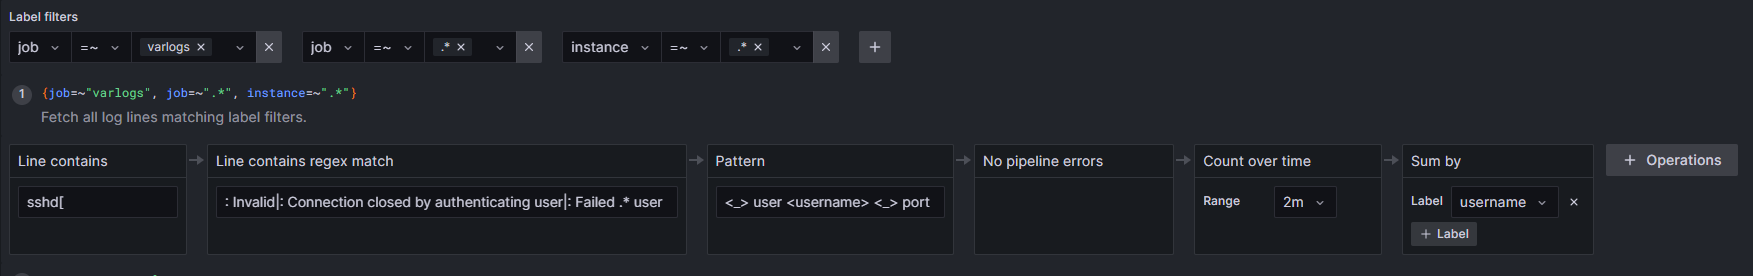 Label filters
job =~ varlogs × × job =~ .* × × instance =~ .* × × +
1 {job=~"varlogs", job=~".*", instance=~".*"}
Fetch all log lines matching label filters.
Line contains Line contains regex match Pattern No pipeline errors Count over time Sum by + Operations
sshd[ : Invalid|: Connection closed by authenticating user|: Failed .* user <_> user <username> <_> port Range 2m Label username ×
+ Label